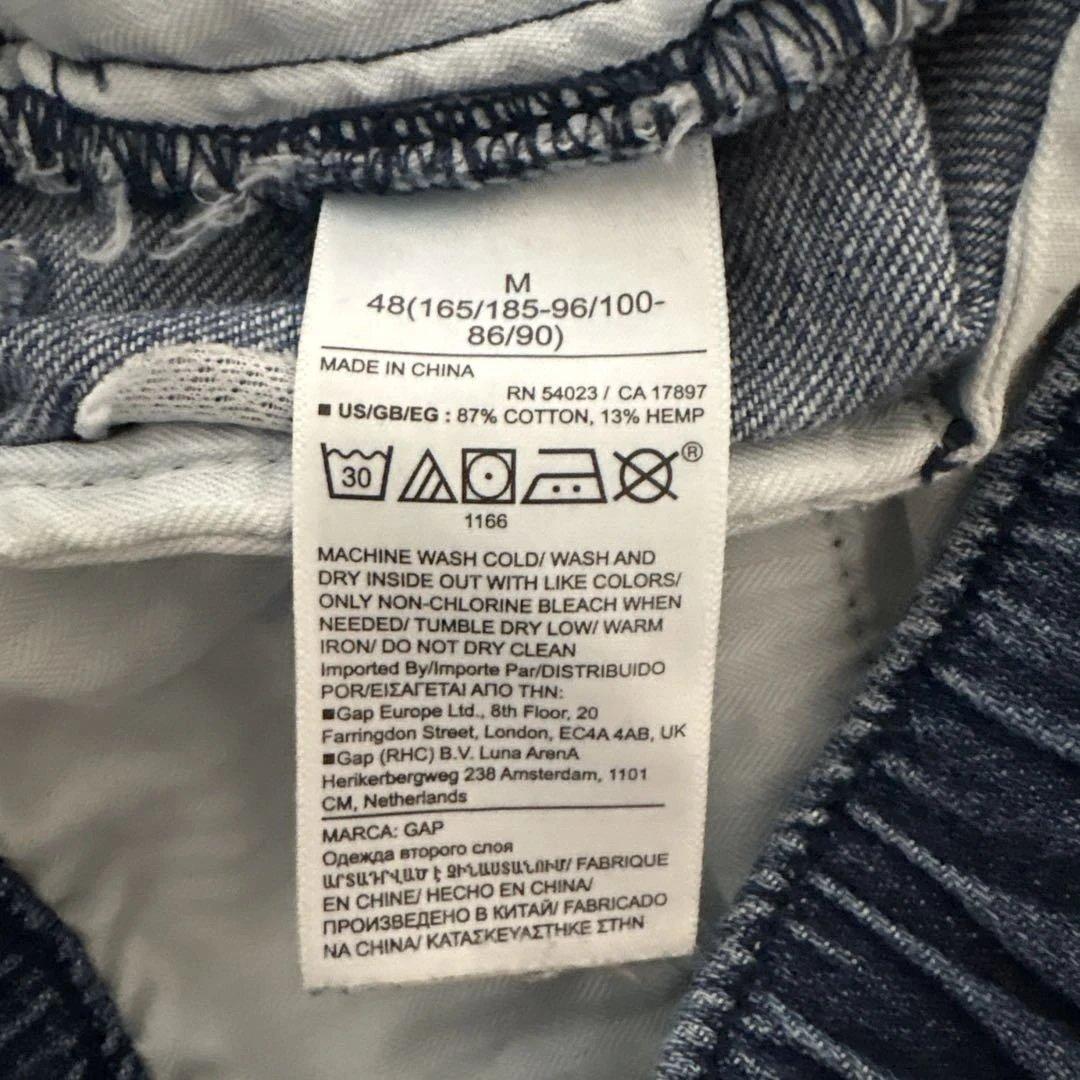 M
48(165/185-96/100-
86/90)
MADE IN CHINA
RN 54023 / CA 17897
■ US/GB/EG : 87% COTTON, 13% HEMP
30
®
1166
MACHINE WASH COLD/ WASH AND
DRY INSIDE OUT WITH LIKE COLORS/
ONLY NON-CHLORINE BLEACH WHEN
NEEDED/ TUMBLE DRY LOW/ WARM
IRON/ DO NOT DRY CLEAN
Imported By/Importe Par/DISTRIBUIDO
POR/ΕΙΣΑΓΕΤΑΙ ΑΠΟ ΤΗΝ:
■Gap Europe Ltd., 8th Floor, 20
Farringdon Street, London, EC4A 4AB, UK
■Gap (RHC) B.V. Luna ArenA
Herikerbergweg 238 Amsterdam, 1101
CM, Netherlands
MARCA: GAP
Одежда второго слоя
ԱՐՏԱԴՐՎԱԾ Է ՉԻՆԱՍՏԱՆՈՒՄ/ FABRIQUE
EN CHINE/ HECHO EN CHINA/
ПРОИЗВЕДЕНО В КИТАЙ/ FABRICADO
NA CHINA/ ΚΑΤΑΣΚΕΥΑΣΤΗΚΕ ΣΤΗΝ